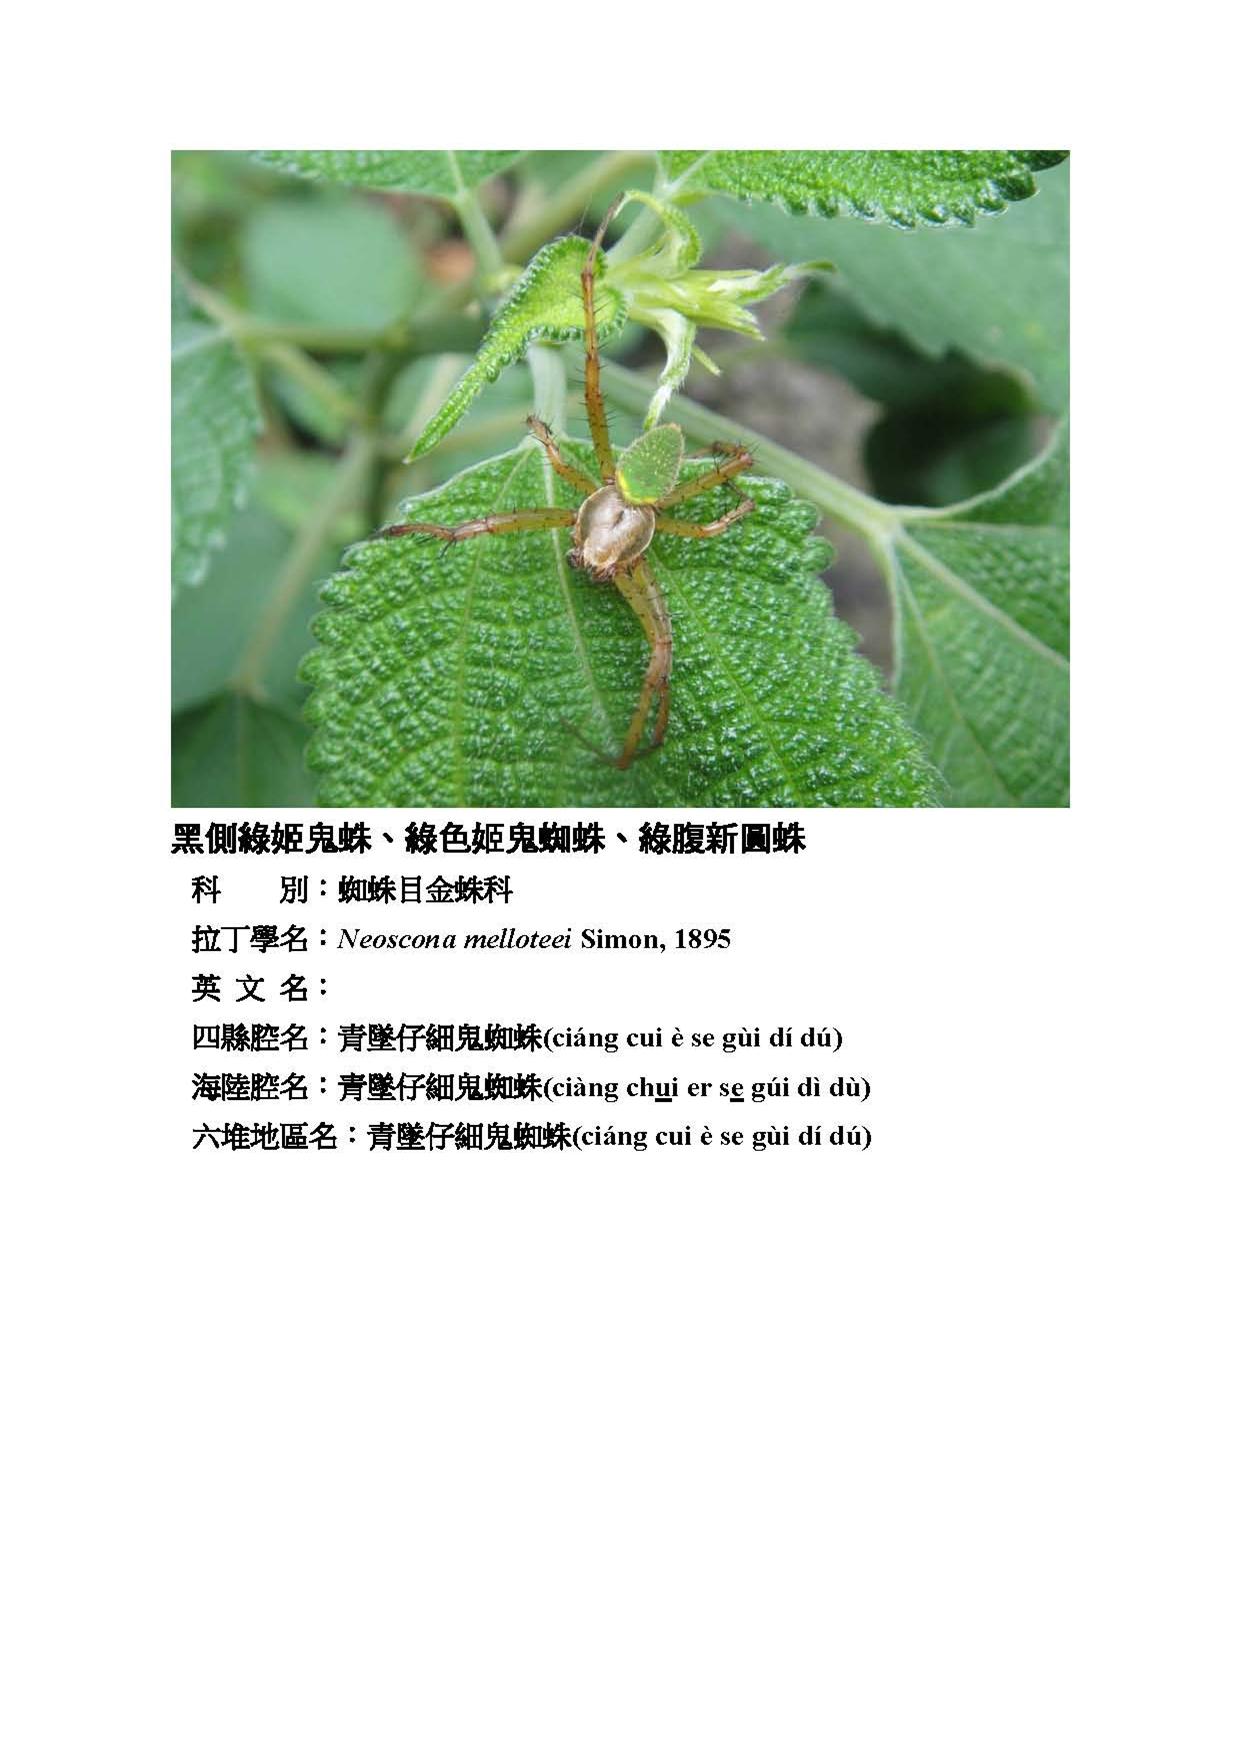 黑側綠姬鬼蛛、綠色姬鬼蜘蛛、綠腹新圓蛛
科　　別：蜘蛛目金蛛科
拉丁學名：Neoscona melloteei Simon, 1895
英 文 名：
四縣腔名：青墜仔細鬼蜘蛛(ciáng cui è se gùi dí dú)
海陸腔名：青墜仔細鬼蜘蛛(ciàng chui er se gúi dì dù)
六堆地區名：青墜仔細鬼蜘蛛(ciáng cui è se gùi dí dú)